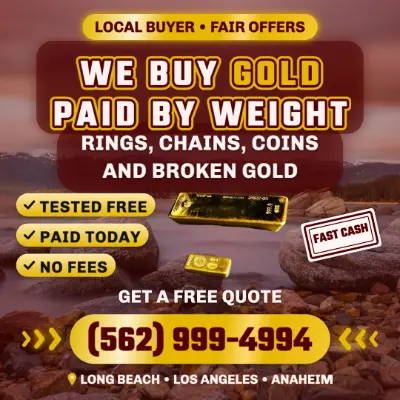 LOCAL BUYER • FAIR OFFERS
WE BUY GOLD
PAID BY WEIGHT
RINGS, CHAINS, COINS
AND BROKEN GOLD
✓ TESTED FREE
✓ PAID TODAY
✓ NO FEES
FAST CASH
GET A FREE QUOTE
(562) 999-4994
LONG BEACH • LOS ANGELES • ANAHEIM